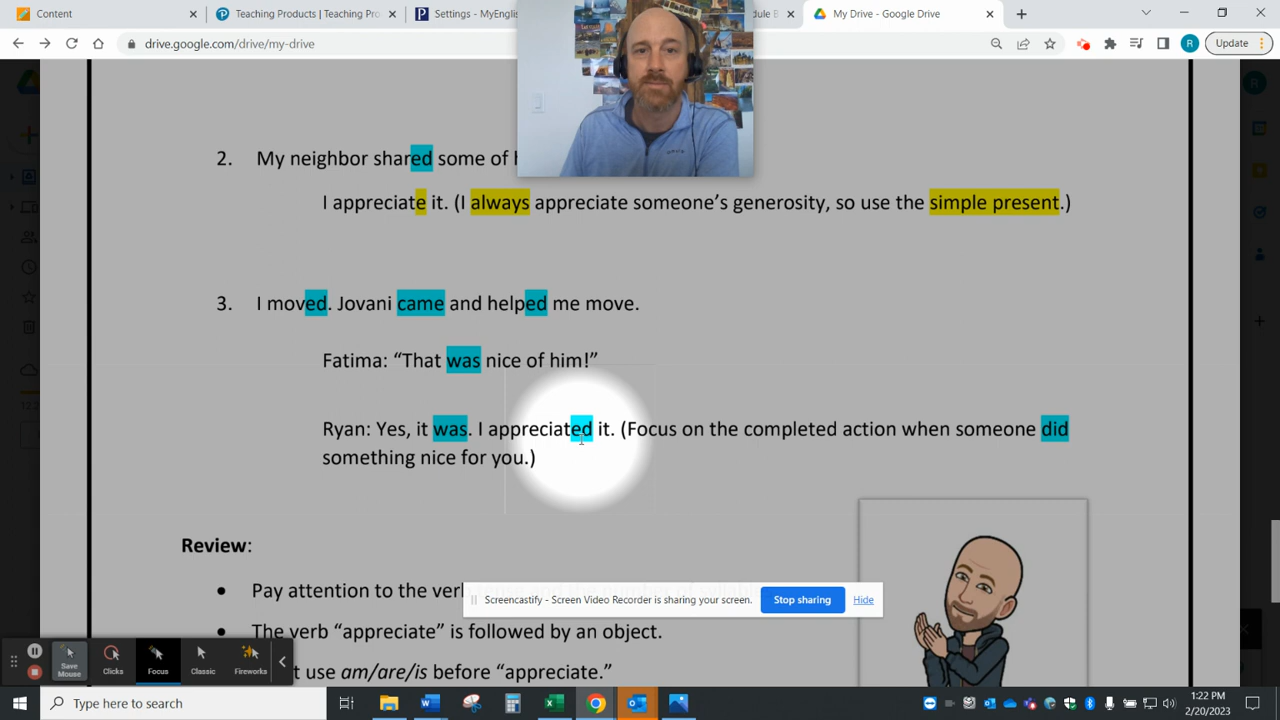 Content
Teaching Products | Teaching Pro
Settings - MyEnglis
dule B
My Drive - Google Drive
drive.google.com/drive/my-drive
R
Update
2. My neighbor shared some of
I appreciate it. (I always appreciate someone’s generosity, so use the simple present.)
3. I moved. Jovani came and helped me move.
Fatima: “That was nice of him!”
Ryan: Yes, it was. I appreciated it. (Focus on the completed action when someone did
something nice for you.)
Review:
• Pay attention to the verb
Screencastify - Screen Video Recorder is sharing your screen.
Stop sharing
Hide
• The verb “appreciate” is followed by an object.
use am/are/is before “appreciate.”
Save Mouse
Clicks
Focus
Classic
Fireworks
Type here to search
1:22 PM
2/20/2023